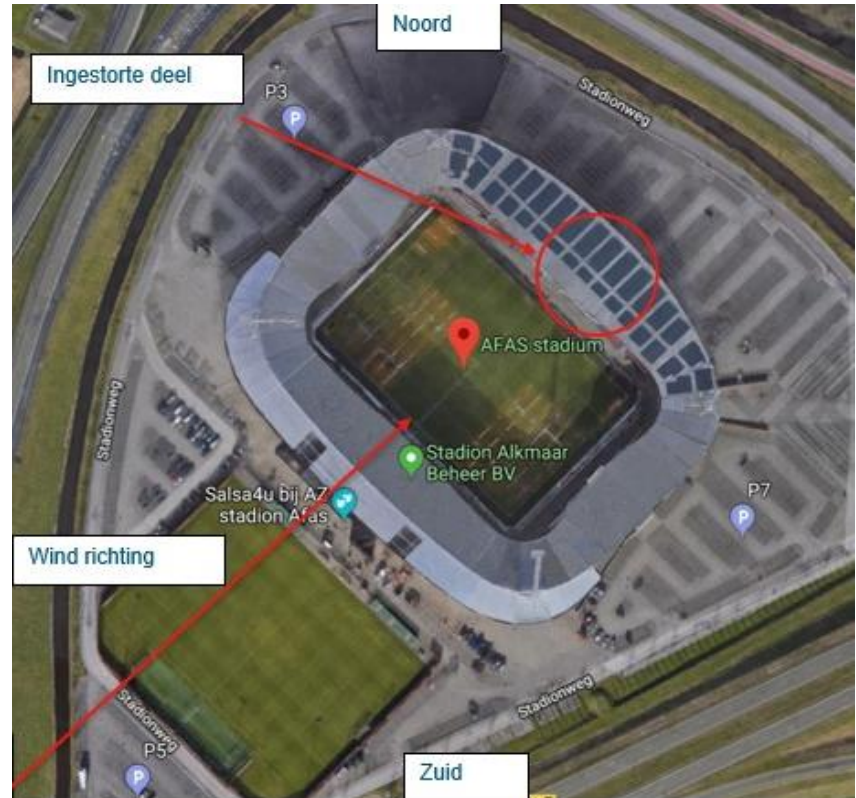 Noord
Ingestorte deel
P3
Stadionweg
AFAS stadium
Stadionweg
Stadion Alkmaar
Beheer BV
Salsa4u bij AZ
stadion Afas
P7
Wind richting
Stadionweg
Stadionweg
P5
Zuid